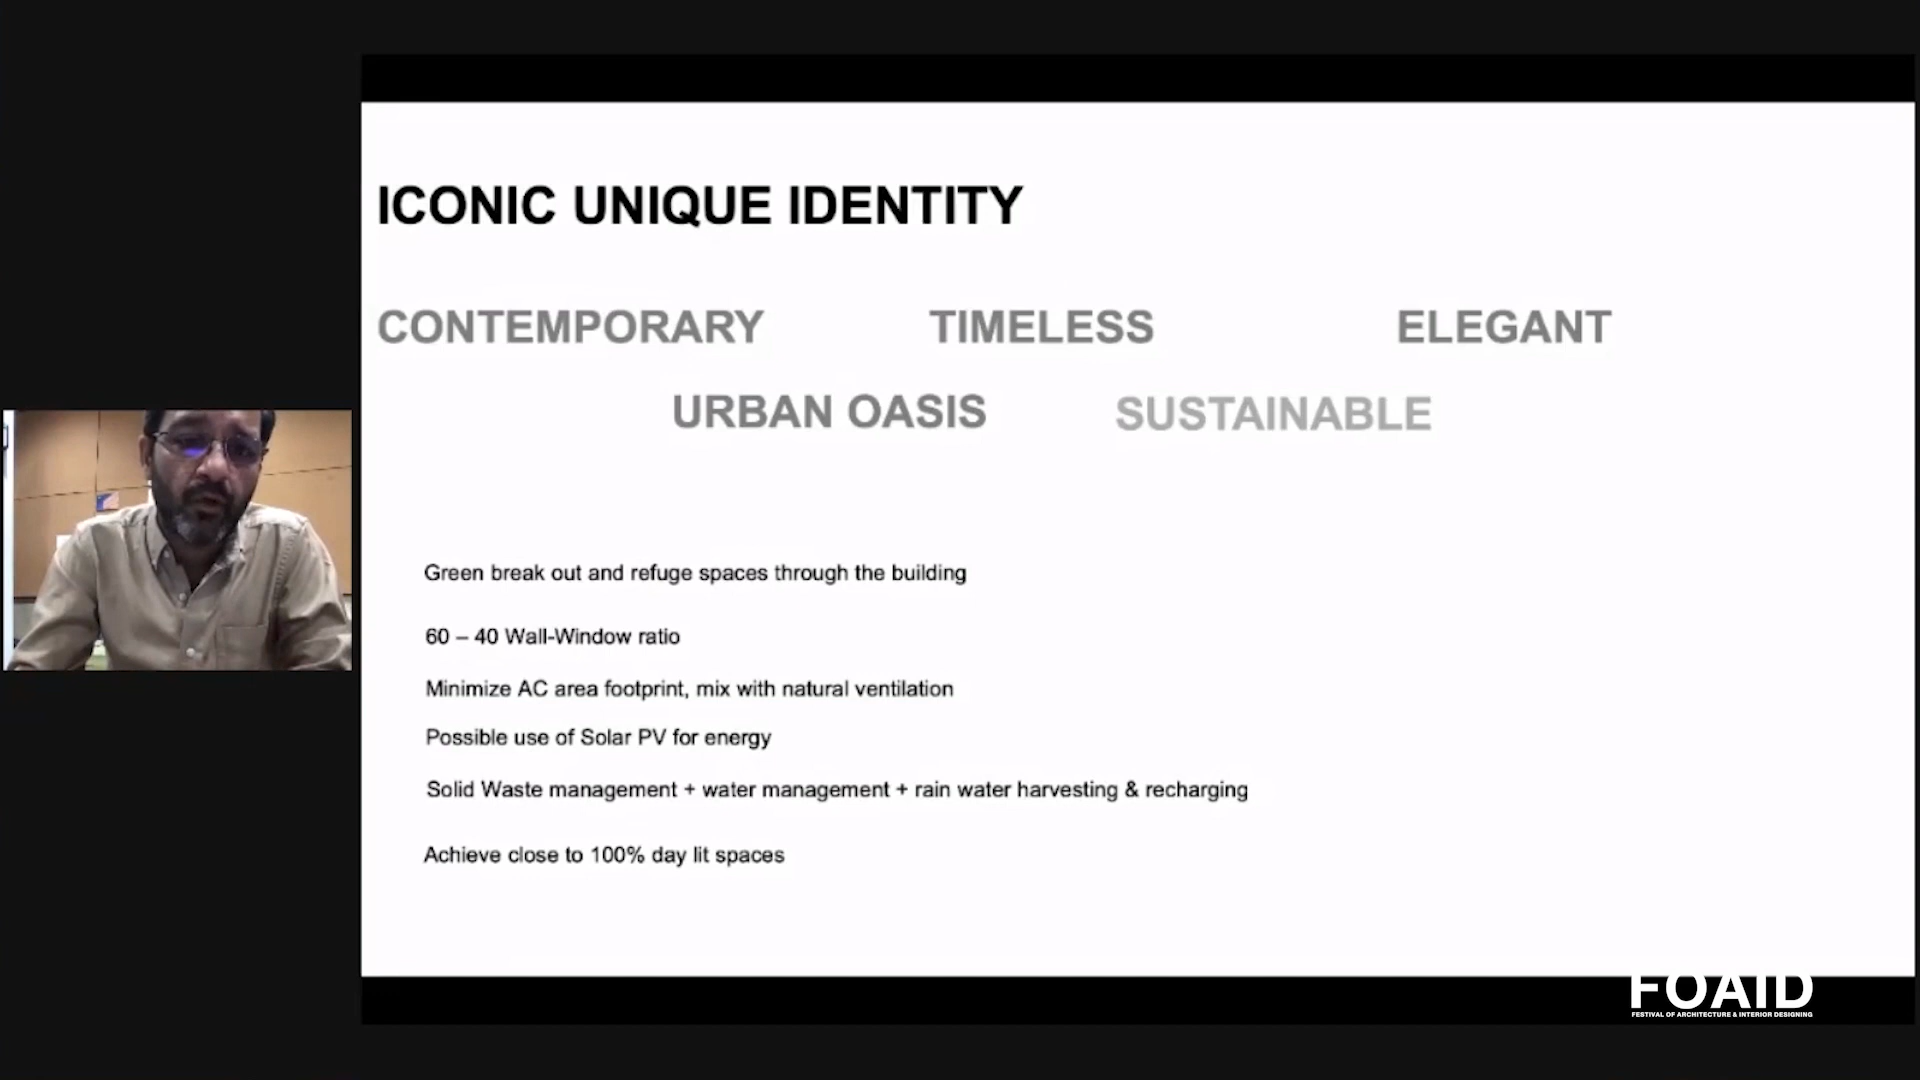 ICONIC UNIQUE IDENTITY
CONTEMPORARY TIMELESS ELEGANT
URBAN OASIS SUSTAINABLE
Green break out and refuge spaces through the building
60 – 40 Wall-Window ratio
Minimize AC area footprint, mix with natural ventilation
Possible use of Solar PV for energy
Solid Waste management + water management + rain water harvesting & recharging
Achieve close to 100% day lit spaces
FOAID
FESTIVAL OF ARCHITECTURE & INTERIOR DESIGNING